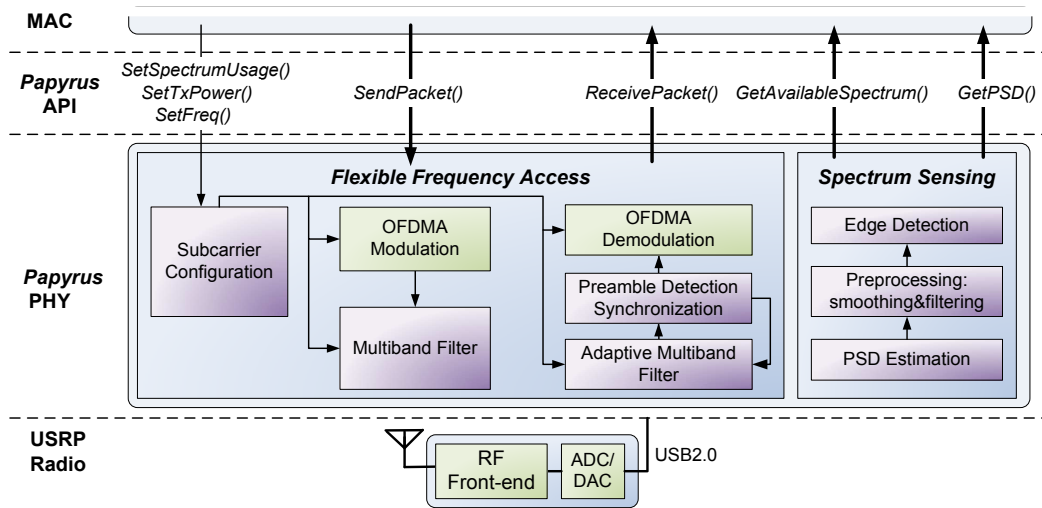 MAC
Papyrus
API
SetSpectrumUsage()
SetTxPower()
SetFreq()
SendPacket()
ReceivePacket()
GetAvailableSpectrum()
GetPSD()
Papyrus
PHY
Flexible Frequency Access
Subcarrier
Configuration
OFDMA
Modulation
Multiband Filter
OFDMA
Demodulation
Preamble Detection
Synchronization
Adaptive Multiband
Filter
Spectrum Sensing
Edge Detection
Preprocessing:
smoothing&filtering
PSD Estimation
USRP
Radio
RF
Front-end
ADC/
DAC
USB2.0